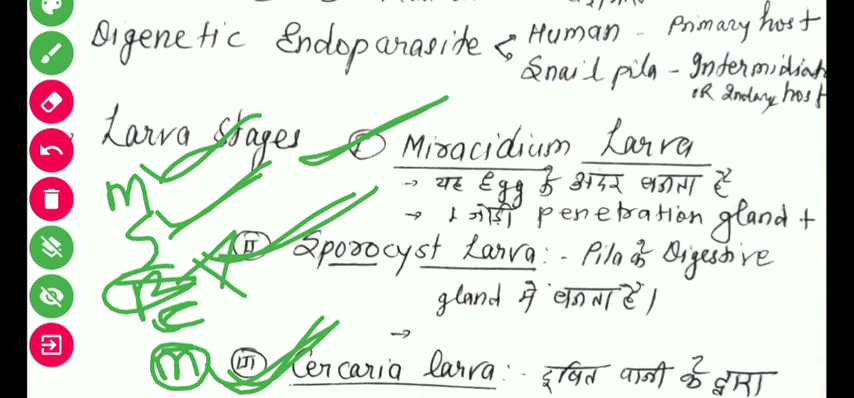 Digenetic Endoparasite < Human - Primary host
Snail pila - Intermidiat
OR 2ndary host
Larva Stages I Miracidium Larva
→ यह Egg के अंदर बनता है
→ 1 जोड़ी penetration gland +
M
S
II Sporocyst Larva :- Pila के Digestive
gland में बनता हैं।
R
C
→
M
III Cercaria larva :- दूषित पानी के द्वारा